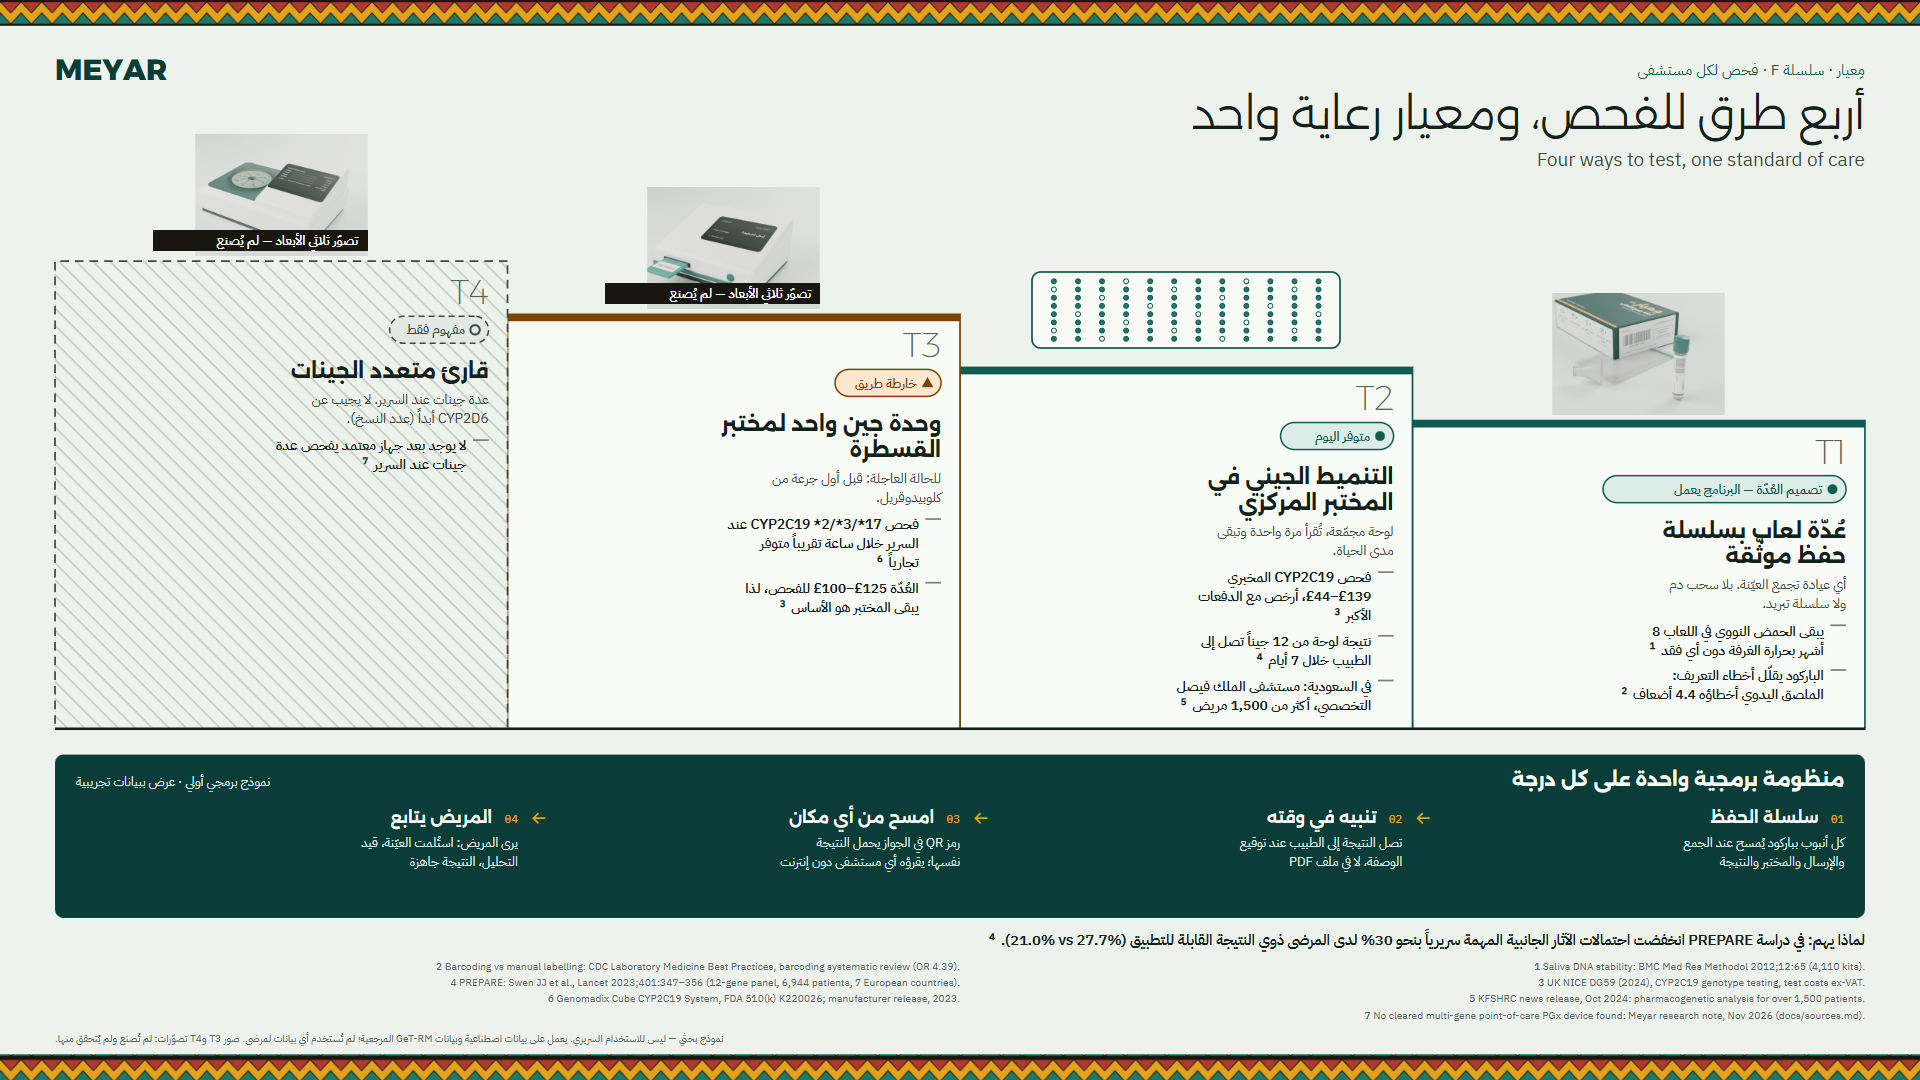 MEYAR
مِعيار · سلسلة F · فحص لكل مستشفى
أربع طرق للفحص، ومعيار رعاية واحد
Four ways to test, one standard of care
T1
تصميم العُدّة — البرنامج يعمل
عُدّة لعاب بسلسلة
حفظ موثّقة
أي عيادة تجمع العيّنة. بلا سحب دم
ولا سلسلة تبريد.
يبقى الحمض النووي في اللعاب 8
أشهر بحرارة الغرفة دون أي فقد 1
الباركود يقلّل أخطاء التعريف:
الملصق اليدوي أخطاؤه 4.4 أضعاف 2
T2
متوفر اليوم
التنميط الجيني في
المختبر المركزي
لوحة مجمّعة، تُقرأ مرة واحدة وتبقى
مدى الحياة.
فحص CYP2C19 المخبري
£44–£139، أرخص مع الدفعات
الأكبر 3
نتيجة لوحة من 12 جيناً تصل إلى
الطبيب خلال 7 أيام 4
في السعودية: مستشفى الملك فيصل
التخصصي، أكثر من 1,500 مريض 5
تصوّر ثلاثي الأبعاد — لم يُصنع
T3
خارطة طريق
وحدة جين واحد لمختبر
القسطرة
للحالة العاجلة: قبل أول جرعة من
كلوبيدوقريل.
فحص CYP2C19 *2/*3/*17 عند
السرير خلال ساعة تقريباً متوفر
تجارياً 6
العُدّة £100–£125 للفحص، لذا
يبقى المختبر هو الأساس 3
تصوّر ثلاثي الأبعاد — لم يُصنع
T4
مفهوم فقط
قارئ متعدد الجينات
عدة جينات عند السرير. لا يجيب عن
CYP2D6 أبداً (عدد النسخ).
لا يوجد بعد جهاز معتمد يفحص عدة
جينات عند السرير 7
منظومة برمجية واحدة على كل درجة
نموذج برمجي أولي · عرض ببيانات تجريبية
01 سلسلة الحفظ
كل أنبوب بباركود يُمسح عند الجمع
والإرسال والمختبر والنتيجة
← 02 تنبيه في وقته
تصل النتيجة إلى الطبيب عند توقيع
الوصفة، لا في ملف PDF
← 03 امسح من أي مكان
رمز QR في الجواز يحمل النتيجة
نفسها؛ يقرؤه أي مستشفى دون إنترنت
← 04 المريض يتابع
يرى المريض: استُلمت العيّنة، قيد
التحليل، النتيجة جاهزة
لماذا يهم: في دراسة PREPARE انخفضت احتمالات الآثار الجانبية المهمة سريرياً بنحو 30% لدى المرضى ذوي النتيجة القابلة للتطبيق (21.0% vs 27.7%). 4
1 Saliva DNA stability: BMC Med Res Methodol 2012;12:65 (4,110 kits).
2 Barcoding vs manual labelling: CDC Laboratory Medicine Best Practices, barcoding systematic review (OR 4.39).
3 UK NICE DG59 (2024), CYP2C19 genotype testing, test costs ex-VAT.
4 PREPARE: Swen JJ et al., Lancet 2023;401:347–356 (12-gene panel, 6,944 patients, 7 European countries).
5 KFSHRC news release, Oct 2024: pharmacogenetic analysis for over 1,500 patients.
6 Genomadix Cube CYP2C19 System, FDA 510(k) K220026; manufacturer release, 2023.
7 No cleared multi-gene point-of-care PGx device found: Meyar research note, Nov 2026 (docs/sources.md).
نموذج بحثي — ليس للاستخدام السريري. يعمل على بيانات اصطناعية وبيانات GeT-RM المرجعية؛ لم تُستخدم أي بيانات لمرضى. صور T3 وT4 تصوّرات: لم تُصنع ولم يُتحقق منها.